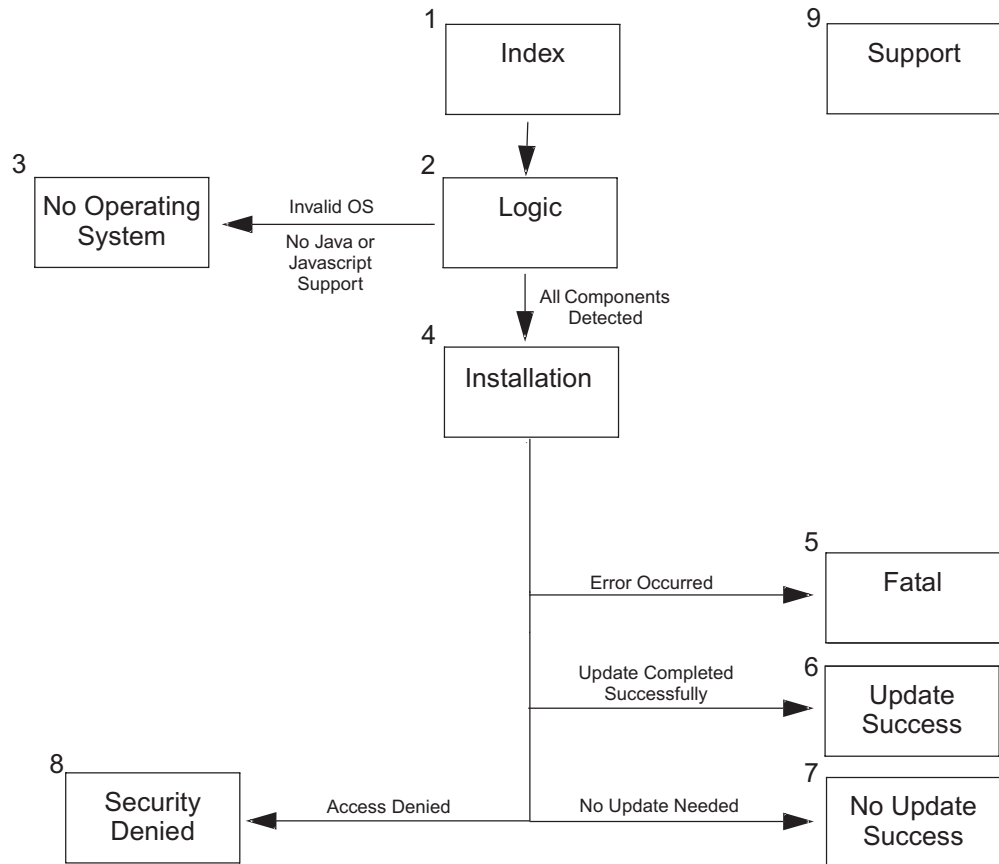 1
Index
9
Support
3
No Operating
System
Invalid OS
No Java or
Javascript
Support
2
Logic
All Components
Detected
4
Installation
5
Fatal
Error Occurred
6
Update
Success
Update Completed
Successfully
8
Security
Denied
Access Denied
No Update Needed
7
No Update
Success